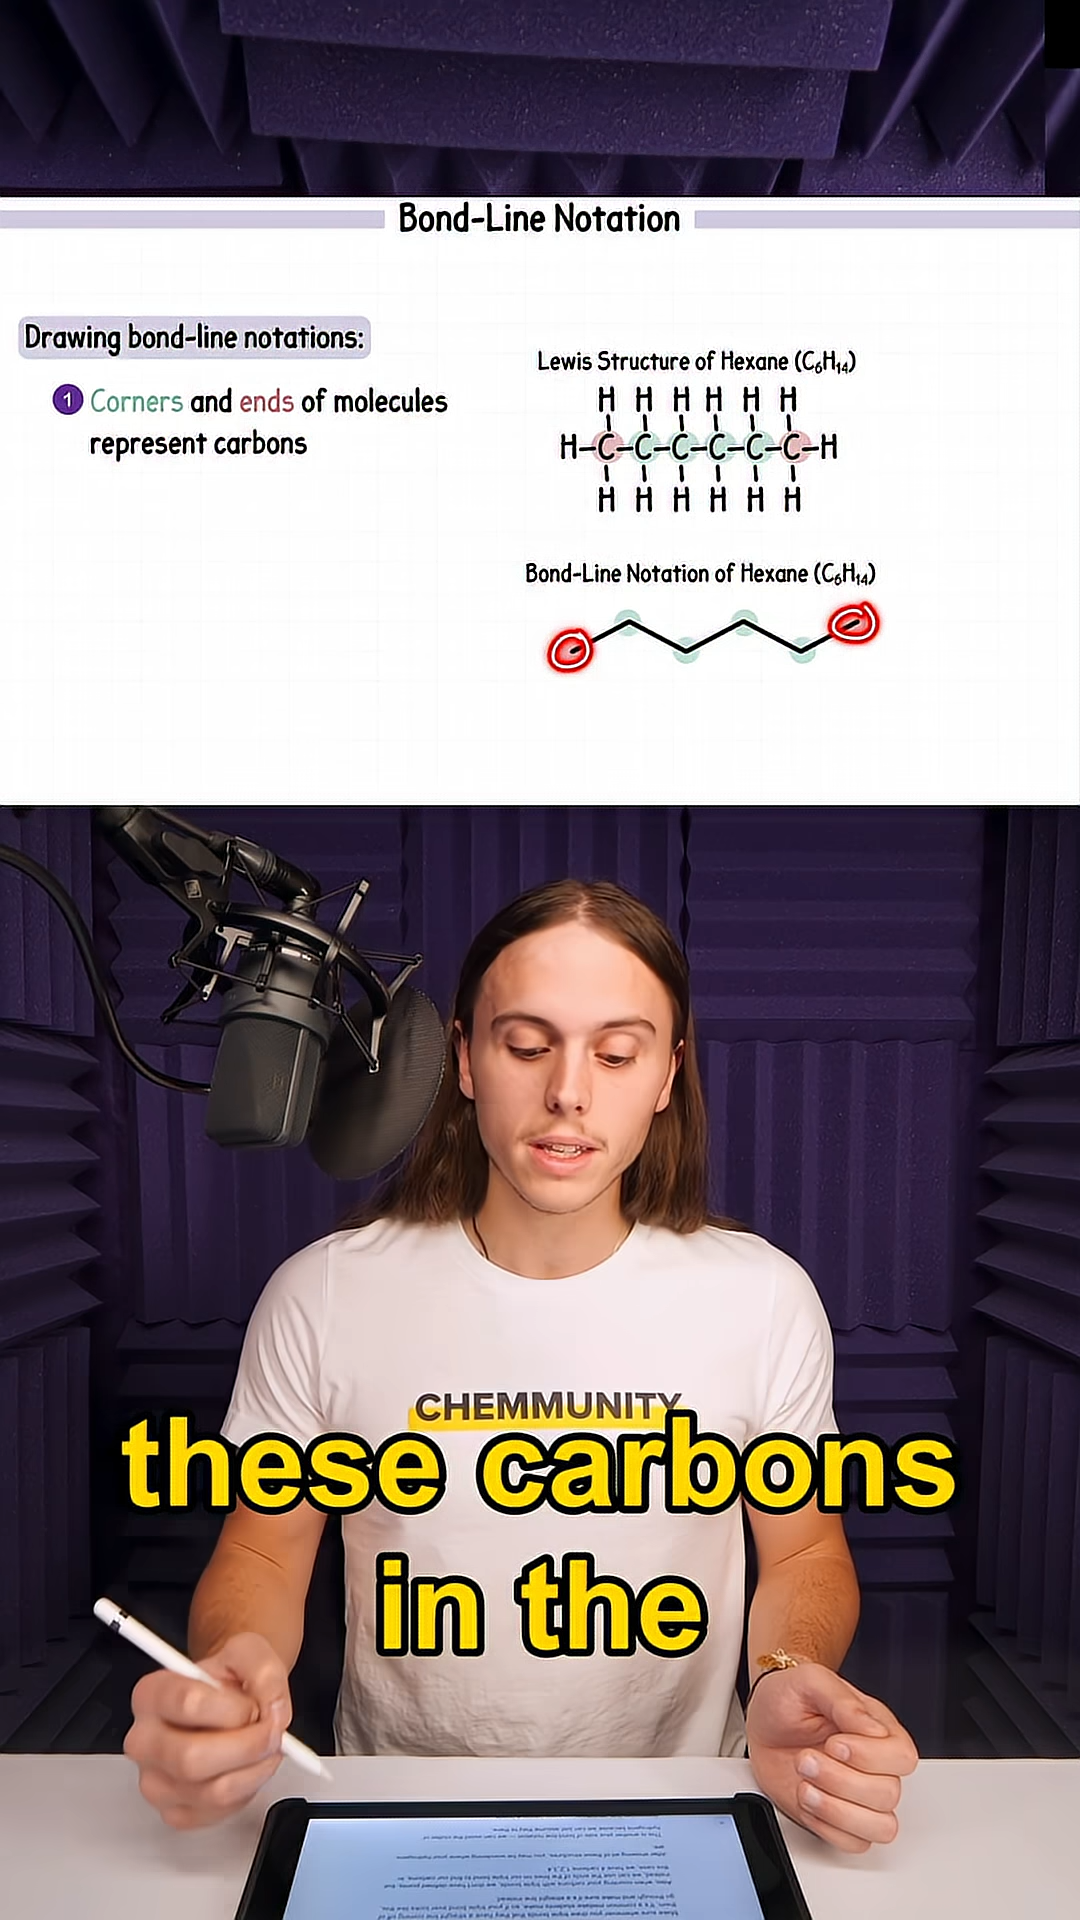 Bond-Line Notation
Drawing bond-line notations:
1 Corners and ends of molecules
represent carbons
Lewis Structure of Hexane (C₆H₁₄)
H H H H H H
H-C-C-C-C-C-C-H
H H H H H H
Bond-Line Notation of Hexane (C₆H₁₄)
CHEMMUNITY
these carbons
in the